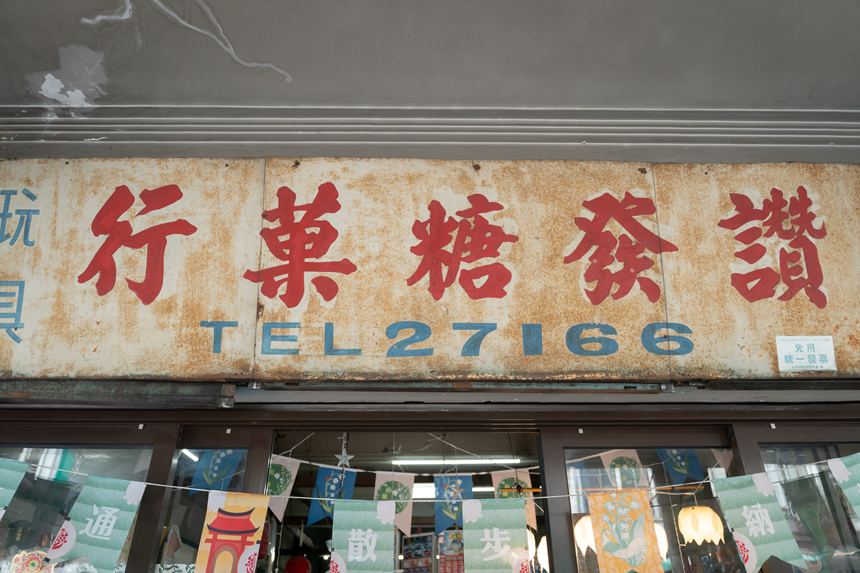 讚發糖菓行
玩具
TEL 27166
免用
統一發票
通 散 步 納